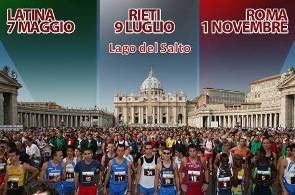 LATINA
7 MAGGIO
RIETI
9 LUGLIO
Lago del Salto
ROMA
1 NOVEMBRE